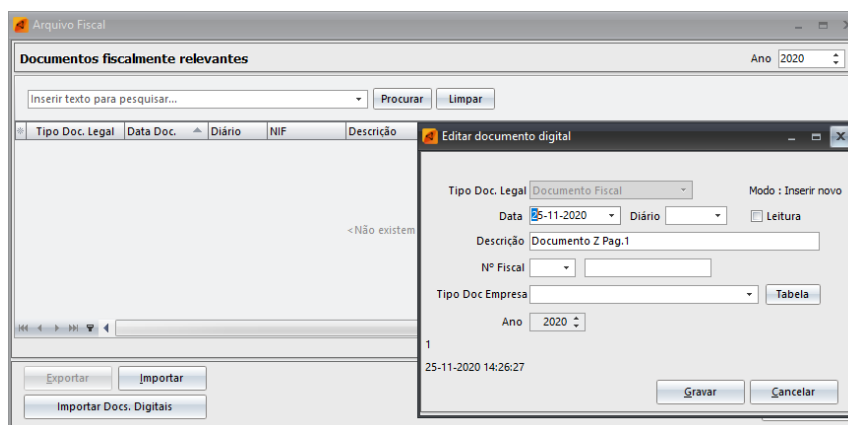 Arquivo Fiscal
Documentos fiscalmente relevantes
Ano 2020
Inserir texto para pesquisar...
Procurar
Limpar
Tipo Doc. Legal
Data Doc.
Diário
NIF
Descrição
<Não existem
Exportar
Importar
Importar Docs. Digitais
Editar documento digital
Tipo Doc. Legal Documento Fiscal
Modo : Inserir novo
Data 25-11-2020
Diário
Leitura
Descrição Documento Z Pag.1
Nº Fiscal
Tipo Doc Empresa
Tabela
Ano 2020
1
25-11-2020 14:26:27
Gravar
Cancelar